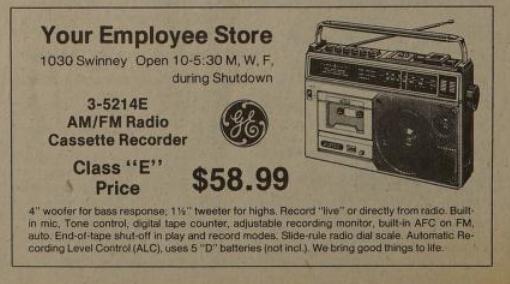 Your Employee Store
1030 Swinney Open 10-5:30 M, W, F,
during Shutdown
3-5214E
AM/FM Radio
Cassette Recorder
GE
Class "E"
Price
$58.99
4" woofer for bass response; 1½" tweeter for highs. Record "live" or directly from radio. Built-
in mic, Tone control, digital tape counter, adjustable recording monitor, built-in AFC on FM,
auto. End-of-tape shut-off in play and record modes. Slide-rule radio dial scale. Automatic Re-
cording Level Control (ALC), uses 5 "D" batteries (not incl.). We bring good things to life.